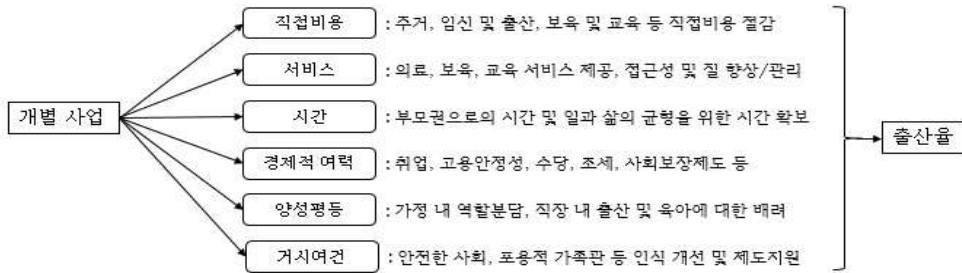 직접비용 : 주거, 임신 및 출산, 보육 및 교육 등 직접비용 절감
서비스 : 의료, 보육, 교육 서비스 제공, 접근성 및 질 향상/관리
개별 사업
시간 : 부모권으로의 시간 및 일과 삶의 균형을 위한 시간 확보
출산율
경제적 여력 : 취업, 고용안정성, 수당, 조세, 사회보장제도 등
양성평등 : 가정 내 역할분담, 직장 내 출산 및 육아에 대한 배려
거시여건 : 안전한 사회, 포용적 가족관 등 인식 개선 및 제도지원